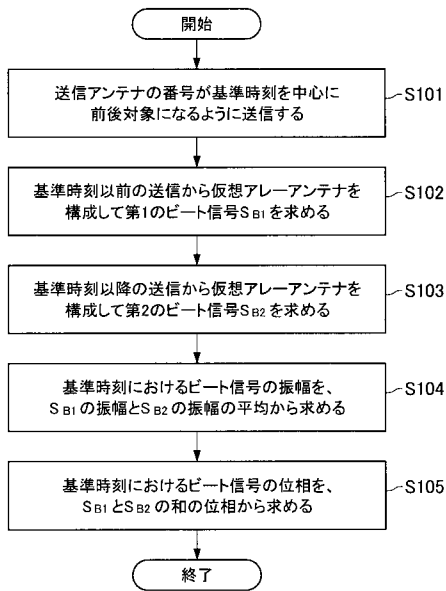 開始
送信アンテナの番号が基準時刻を中心に
前後対象になるように送信する
S101
基準時刻以前の送信から仮想アレーアンテナを
構成して第1のビート信号SB1を求める
S102
基準時刻以降の送信から仮想アレーアンテナを
構成して第2のビート信号SB2を求める
S103
基準時刻におけるビート信号の振幅を、
SB1の振幅とSB2の振幅の平均から求める
S104
基準時刻におけるビート信号の位相を、
SB1とSB2の和の位相から求める
S105
終了